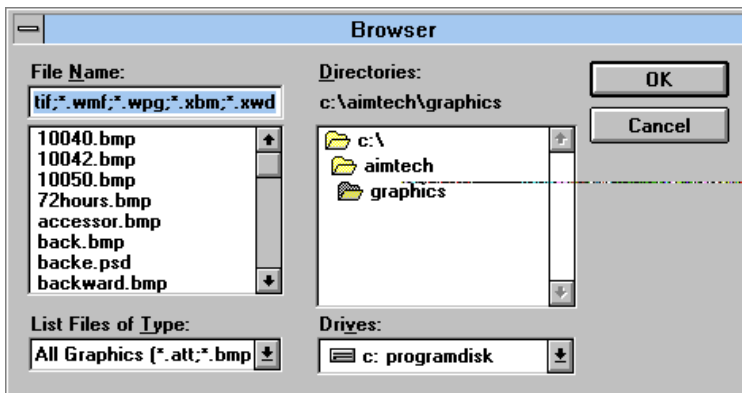 Browser
File Name:
tif;*.wmf;*.wpg;*.xbm;*.xwd
10040.bmp
10042.bmp
10050.bmp
72hours.bmp
accessor.bmp
back.bmp
backe.psd
backward.bmp
List Files of Type:
All Graphics (*.att;*.bmp
Directories:
c:\aimtech\graphics
c:\
aimtech
graphics
Drives:
c: programdisk
OK
Cancel